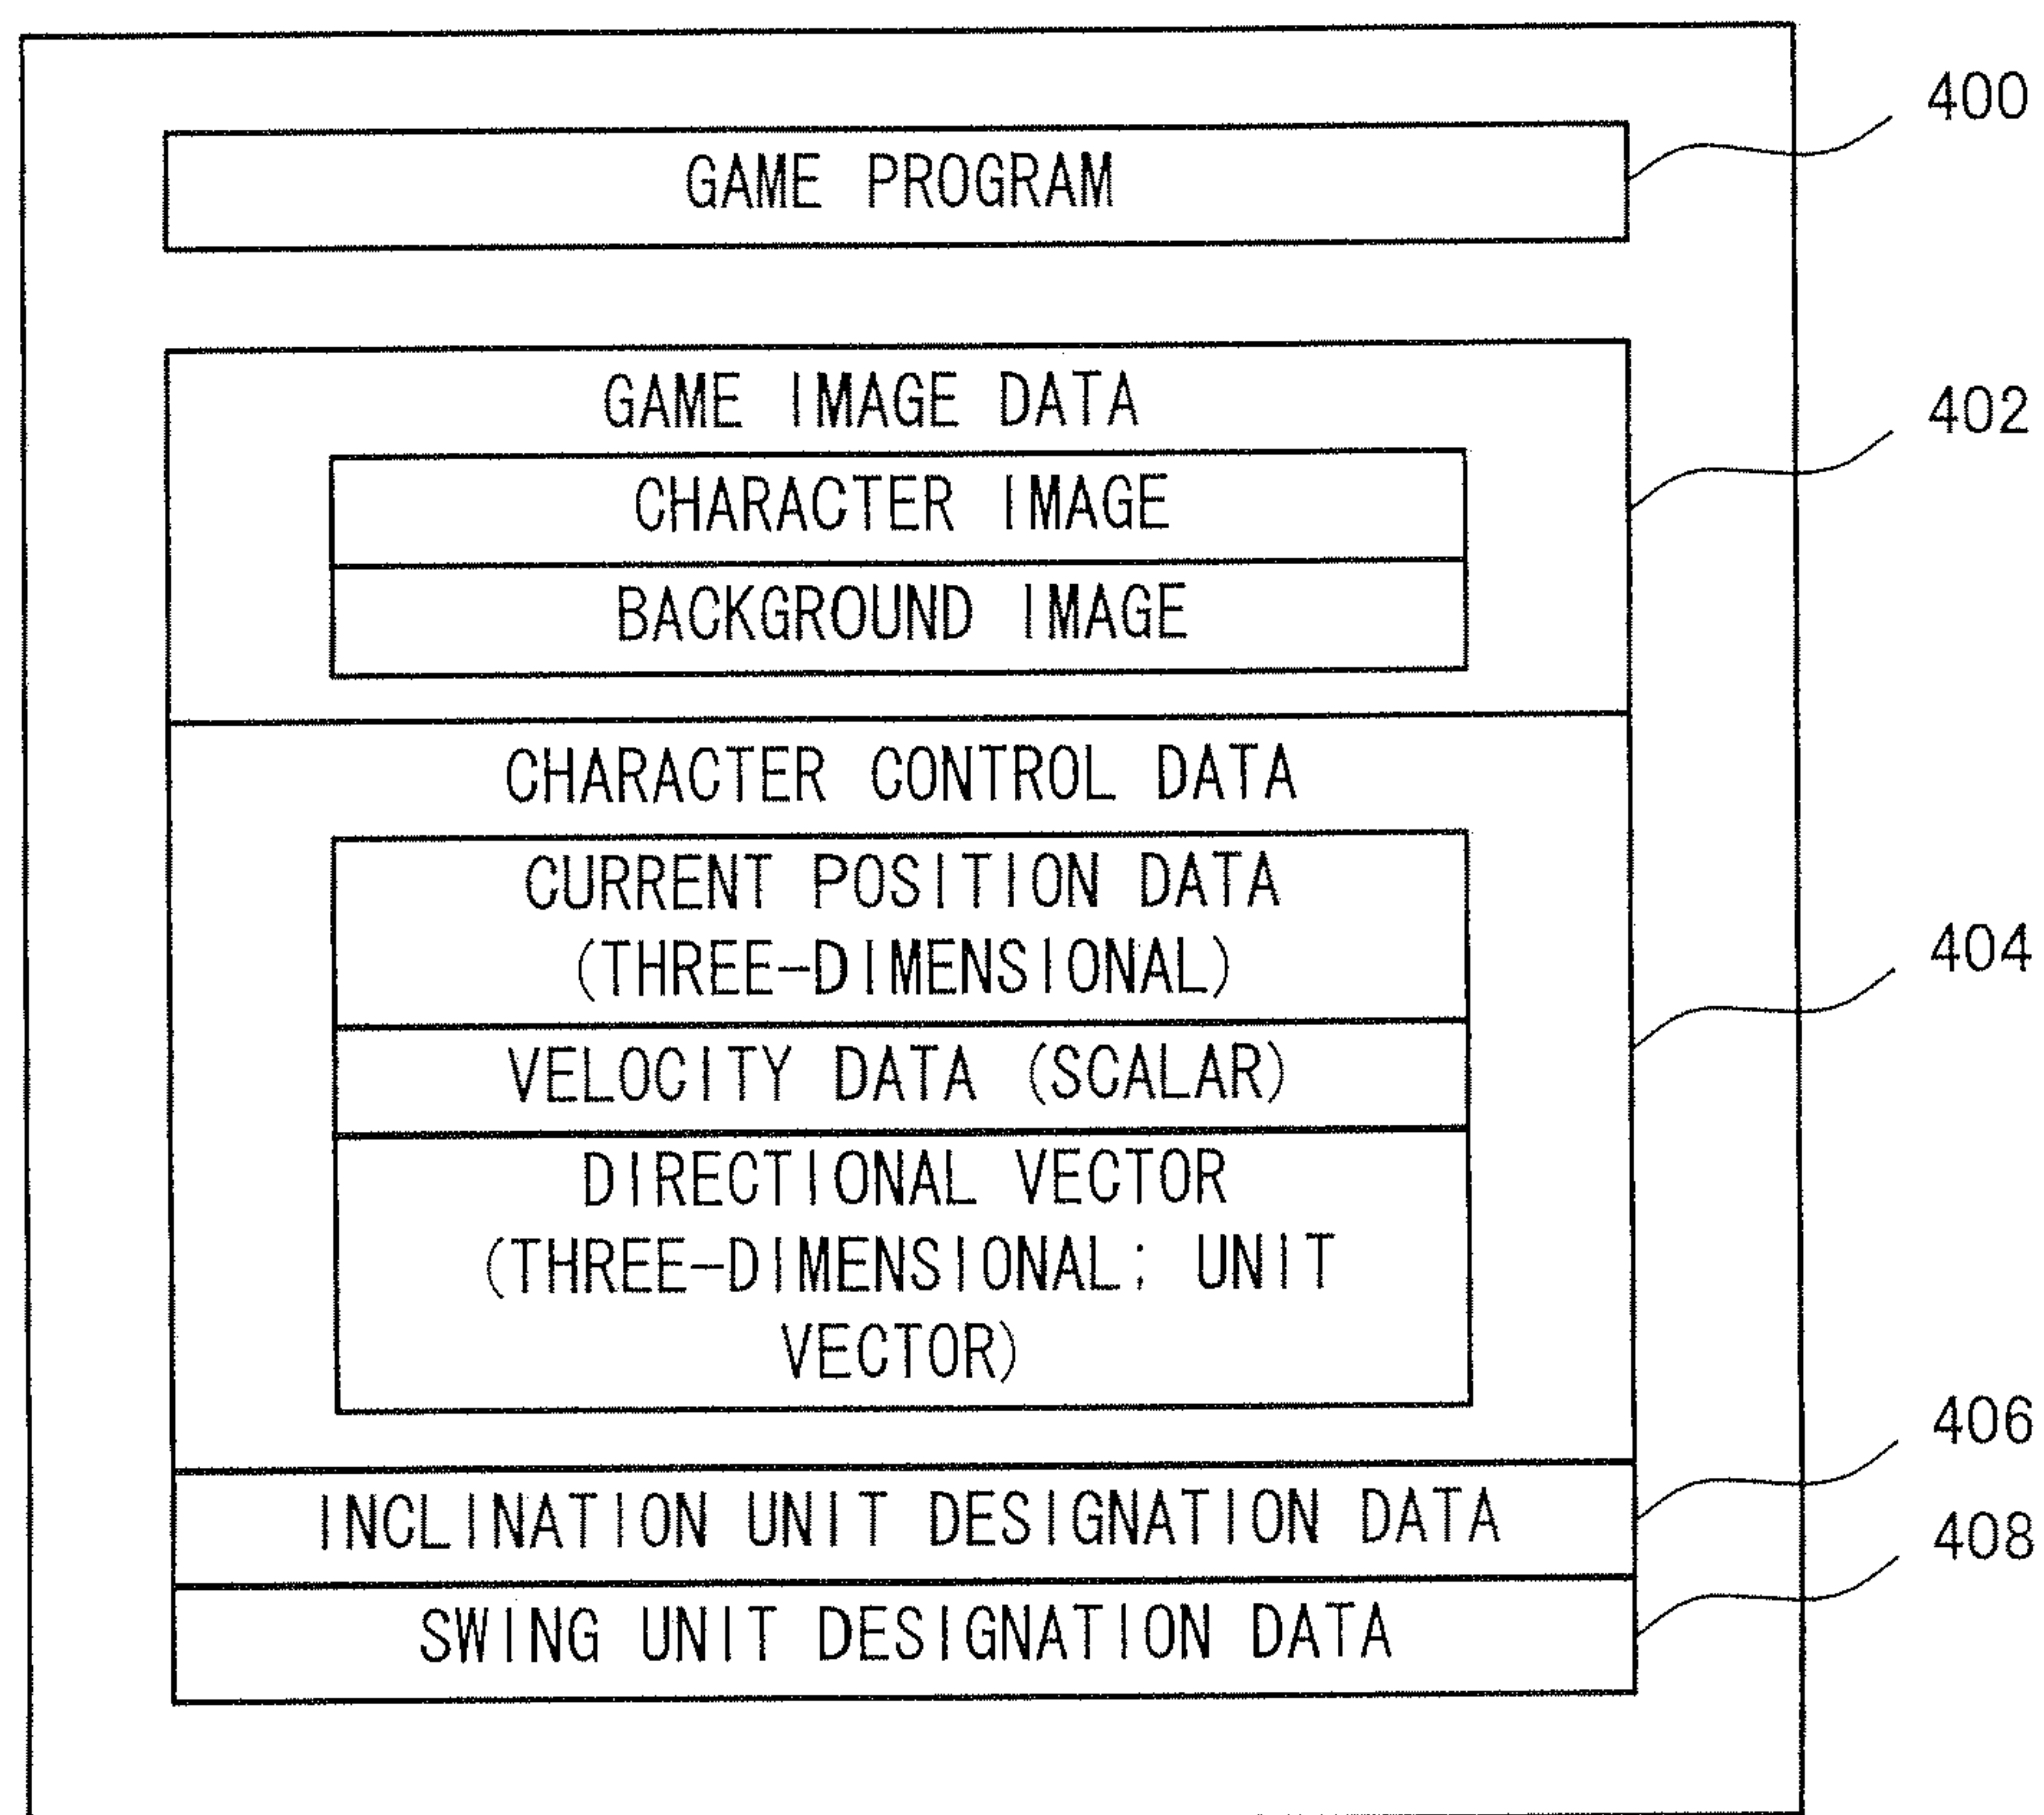 GAME PROGRAM
400
GAME IMAGE DATA
402
CHARACTER IMAGE
BACKGROUND IMAGE
CHARACTER CONTROL DATA
CURRENT POSITION DATA
(THREE-DIMENSIONAL)
404
VELOCITY DATA (SCALAR)
DIRECTIONAL VECTOR
(THREE-DIMENSIONAL; UNIT
VECTOR)
406
INCLINATION UNIT DESIGNATION DATA
408
SWING UNIT DESIGNATION DATA